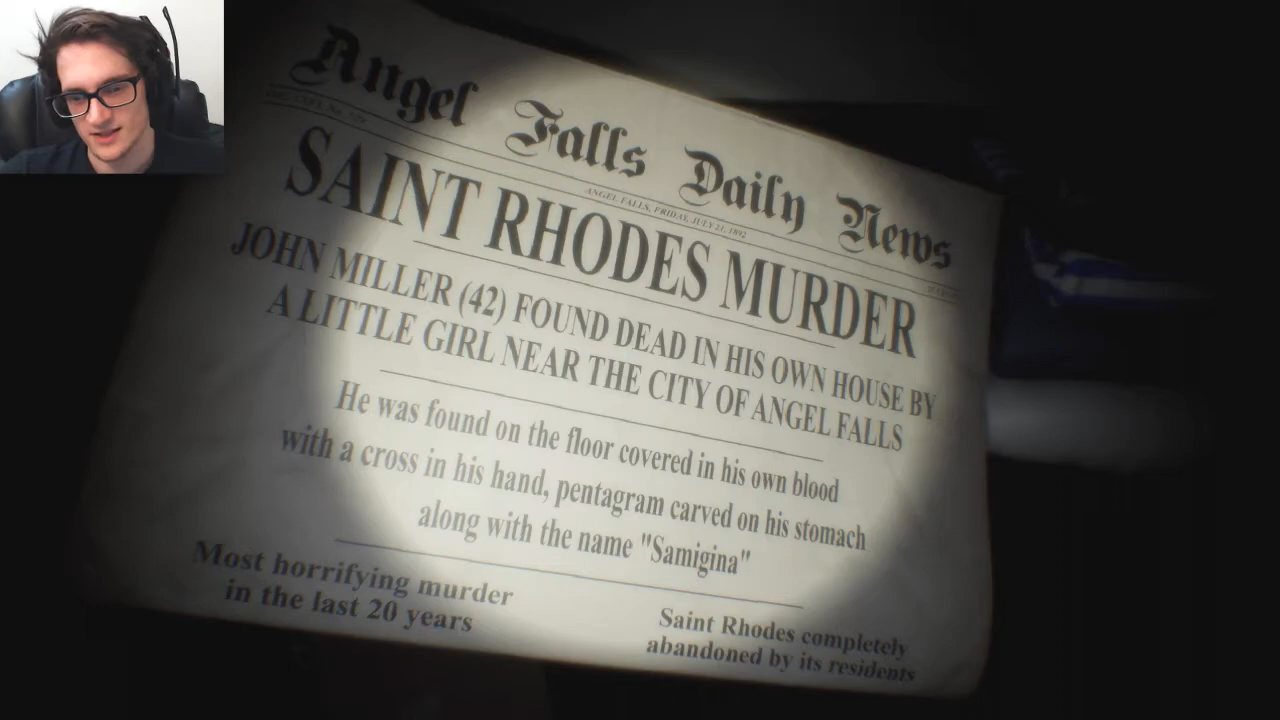 Angel Falls Daily News
ANGEL FALLS, FRIDAY, JULY 21, 1892
SAINT RHODES MURDER
JOHN MILLER (42) FOUND DEAD IN HIS OWN HOUSE BY
A LITTLE GIRL NEAR THE CITY OF ANGEL FALLS
He was found on the floor covered in his own blood
with a cross in his hand, pentagram carved on his stomach
along with the name "Samigina"
Most horrifying murder
in the last 20 years
Saint Rhodes completely
abandoned by its residents